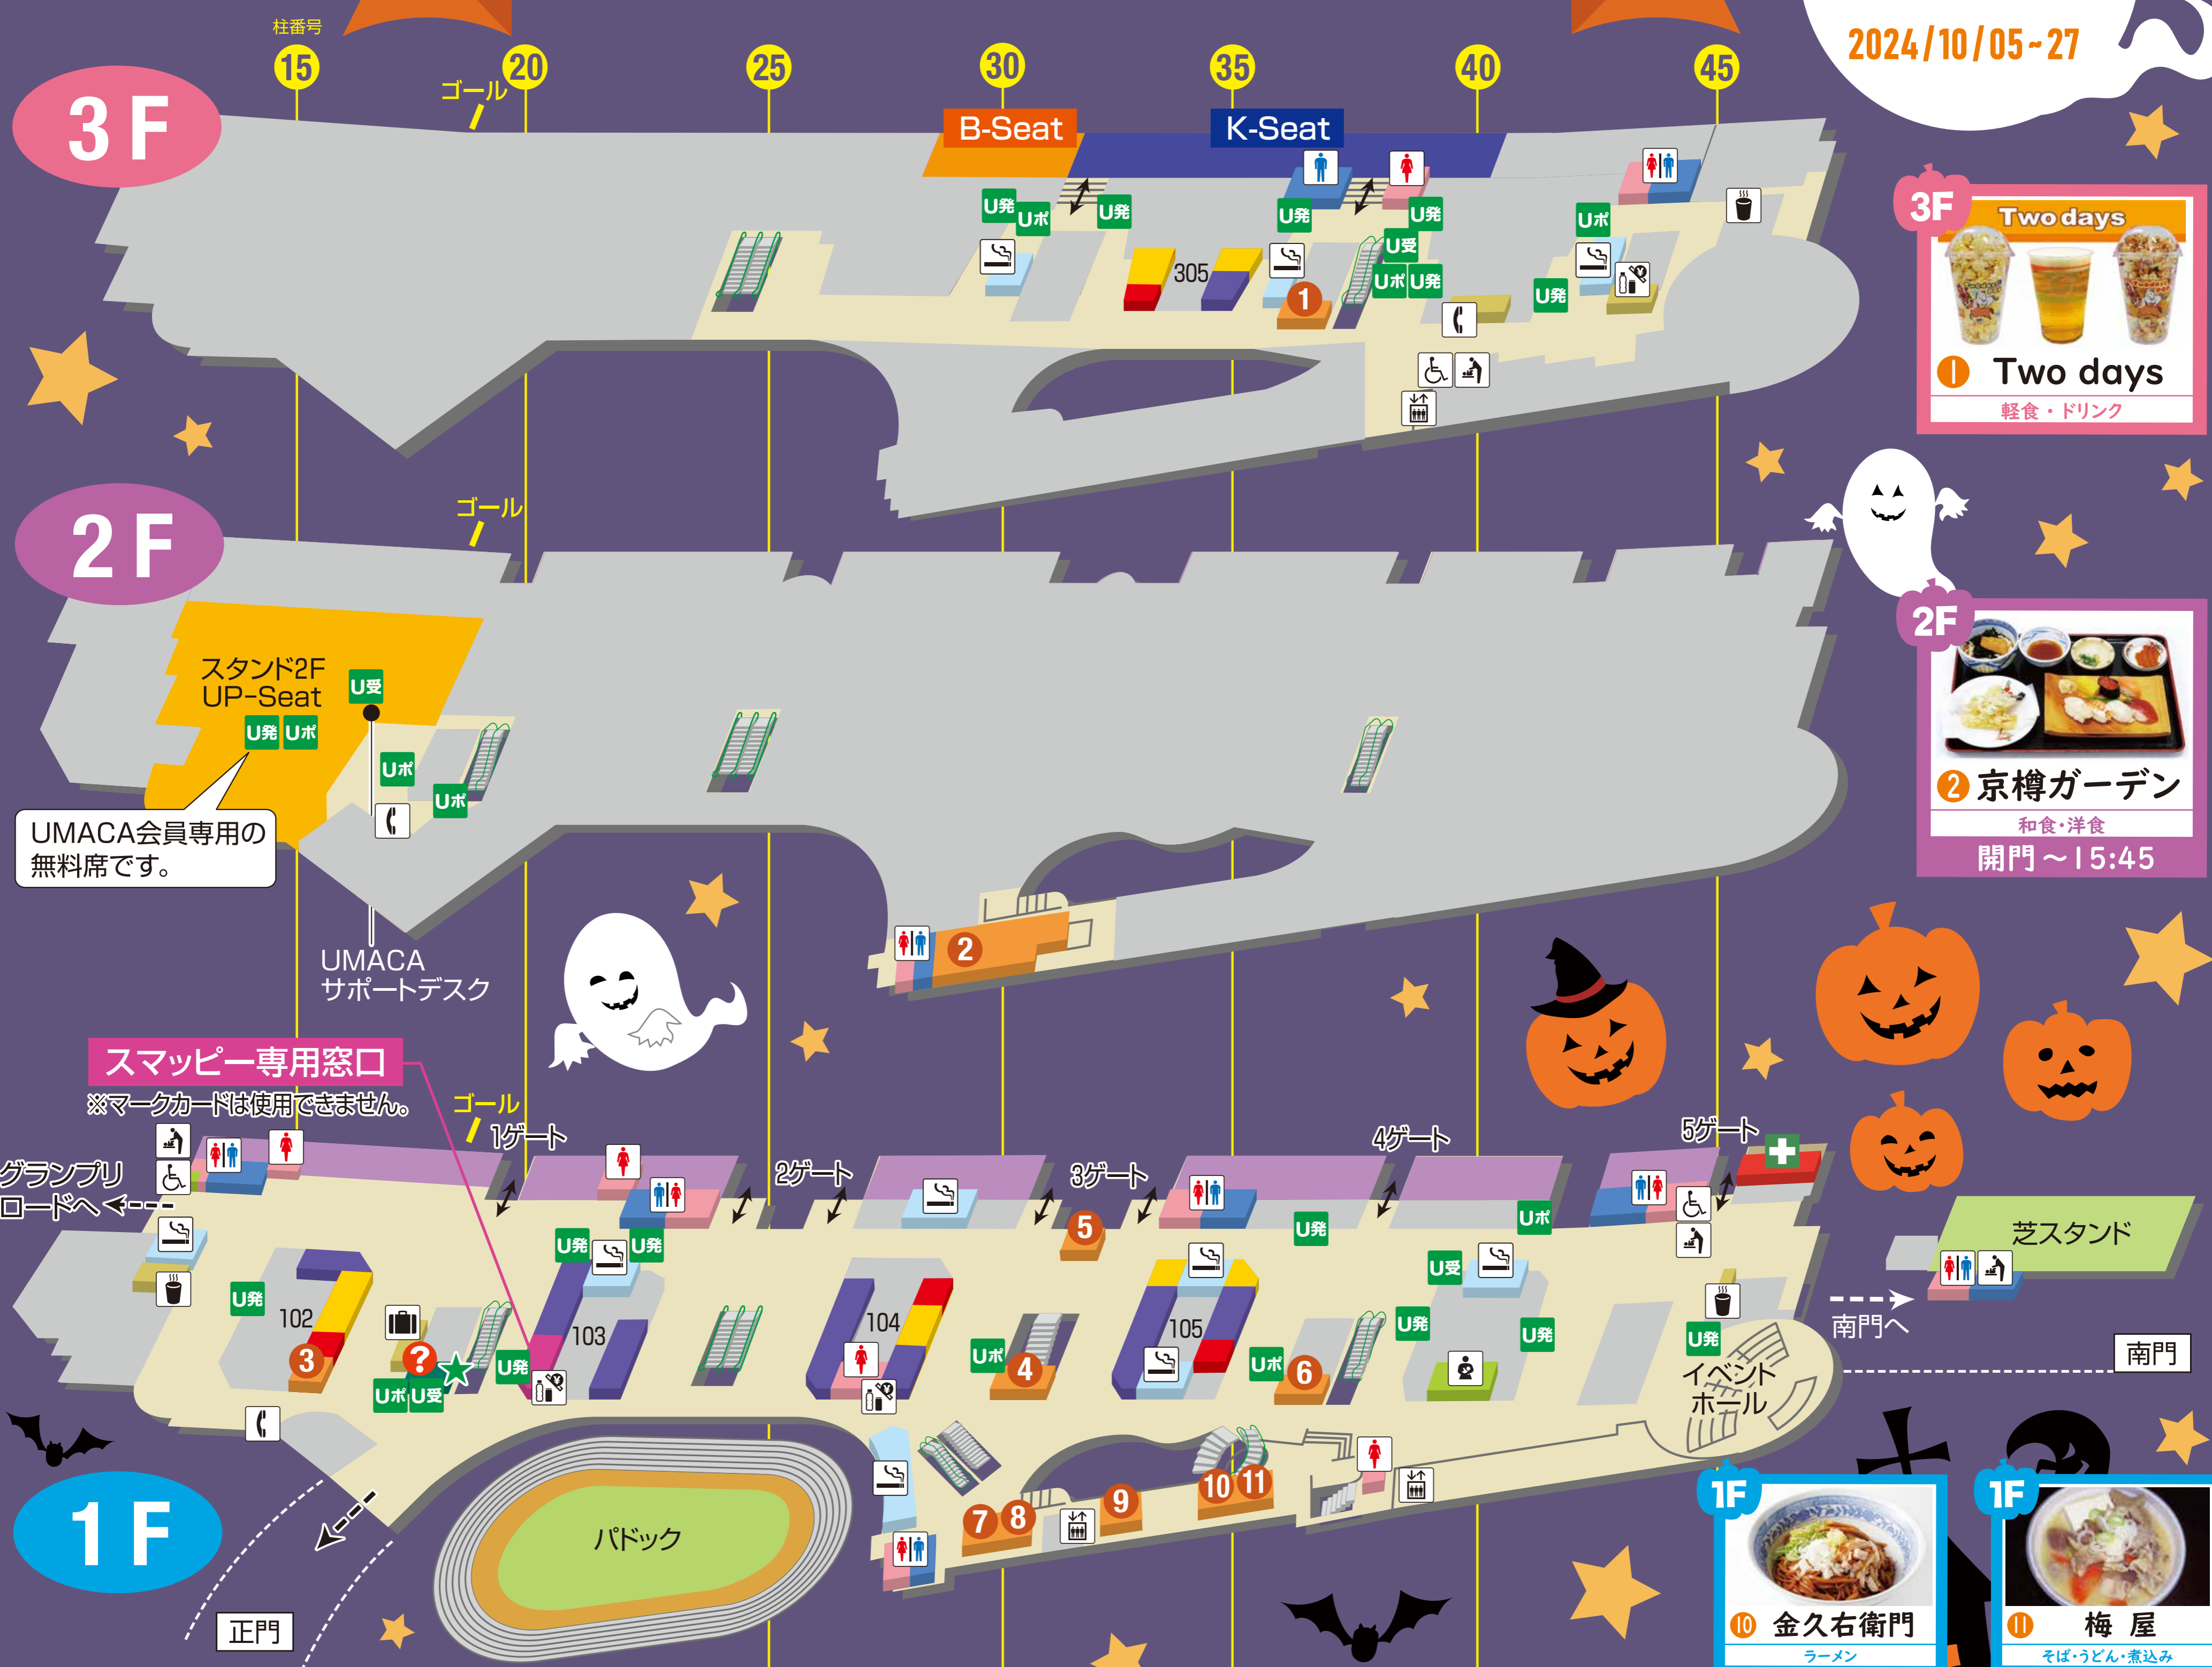 柱番号
15
20
25
30
35
40
45
2024/10/05~27
3F
ゴール
B-Seat
K-Seat
U発
Uポ
U発
U発
U発
U受
Uポ
U発
Uポ
U発
305
1
3F
Two days
1 Two days
軽食・ドリンク
2F
ゴール
スタンド2F
UP-Seat
U受
U発
Uポ
Uポ
Uポ
UMACA会員専用の
無料席です。
UMACA
サポートデスク
2
2F
2 京樽ガーデン
和食・洋食
開門～15:45
スマッピー専用窓口
※マークカードは使用できません。
ゴール
1ゲート
2ゲート
3ゲート
4ゲート
5ゲート
グランプリ
ロードへ
U発
102
3
?
Uポ
U受
U発
U発
U発
103
104
Uポ
4
5
105
Uポ
6
U発
Uポ
U受
U発
U発
U発
イベント
ホール
芝スタンド
南門へ
南門
7
8
9
10
11
1F
パドック
正門
1F
10 金久右衛門
ラーメン
1F
11 梅屋
そば・うどん・煮込み